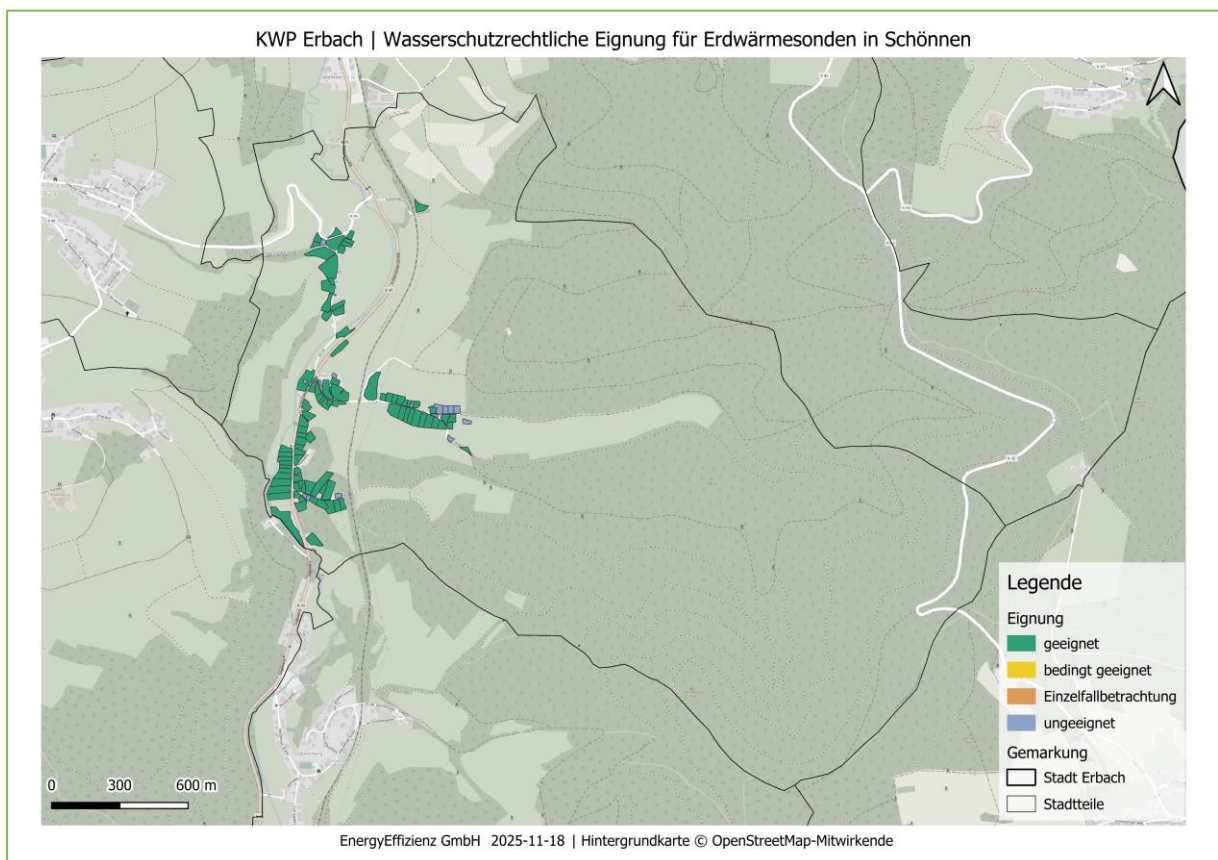 KWP Erbach | Wasserschutzrechtliche Eignung für Erdwärmesonden in Schönnen
Legende
Eignung
geeignet
bedingt geeignet
Einzelfallbetrachtung
ungeeignet
Gemarkung
Stadt Erbach
Stadtteile
0 300 600 m
EnergyEffizienz GmbH 2025-11-18 | Hintergrundkarte © OpenStreetMap-Mitwirkende